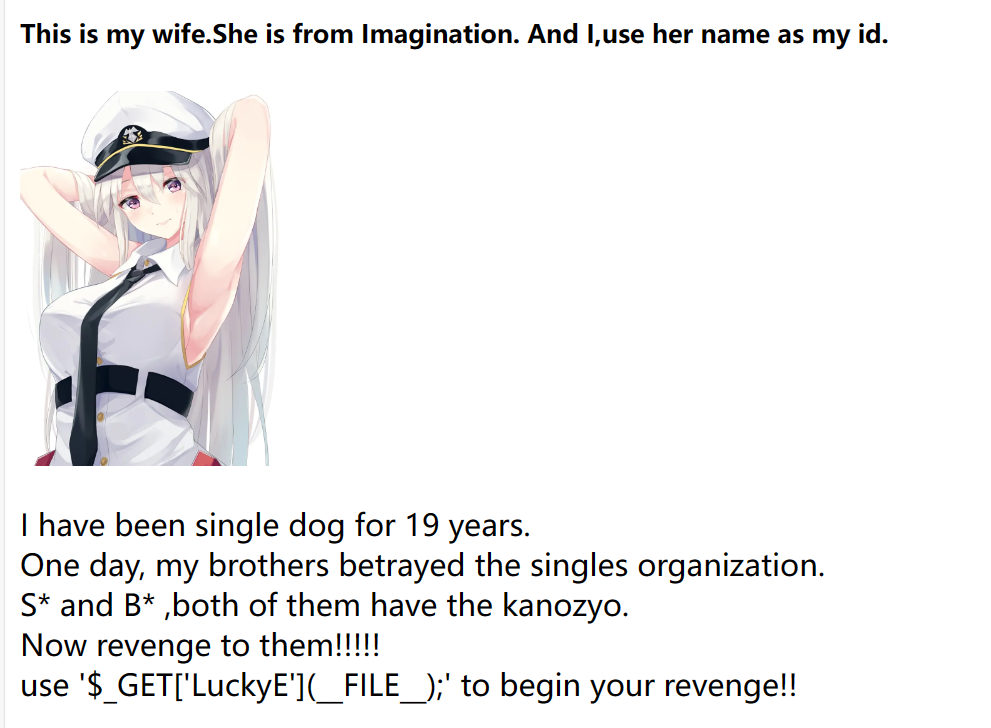 This is my wife.She is from Imagination. And I,use her name as my id.
I have been single dog for 19 years.
One day, my brothers betrayed the singles organization.
S* and B* ,both of them have the kanozyo.
Now revenge to them!!!!!
use '$_GET['LuckyE'](__FILE__);' to begin your revenge!!